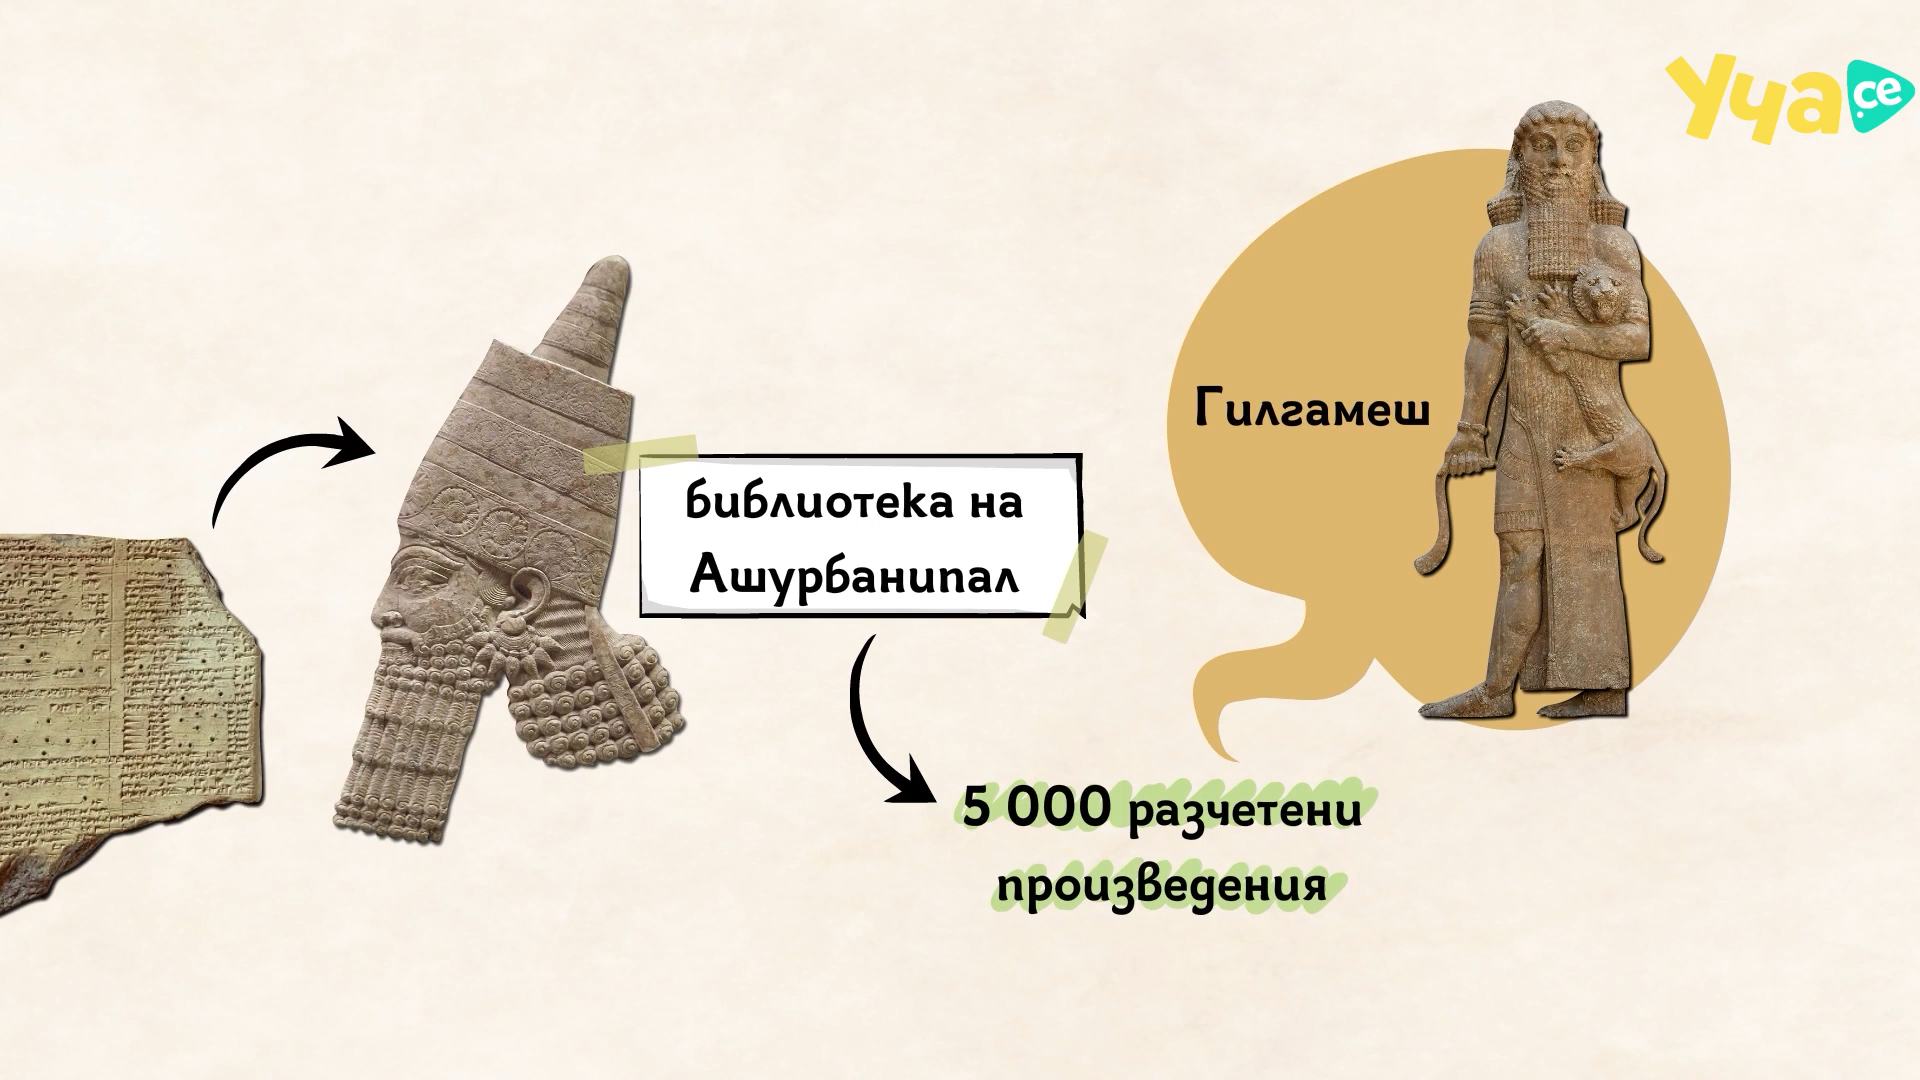 Уча.се
Гилгамеш
библиотека на
Ашурбанипал
5 000 разчетени
произведения